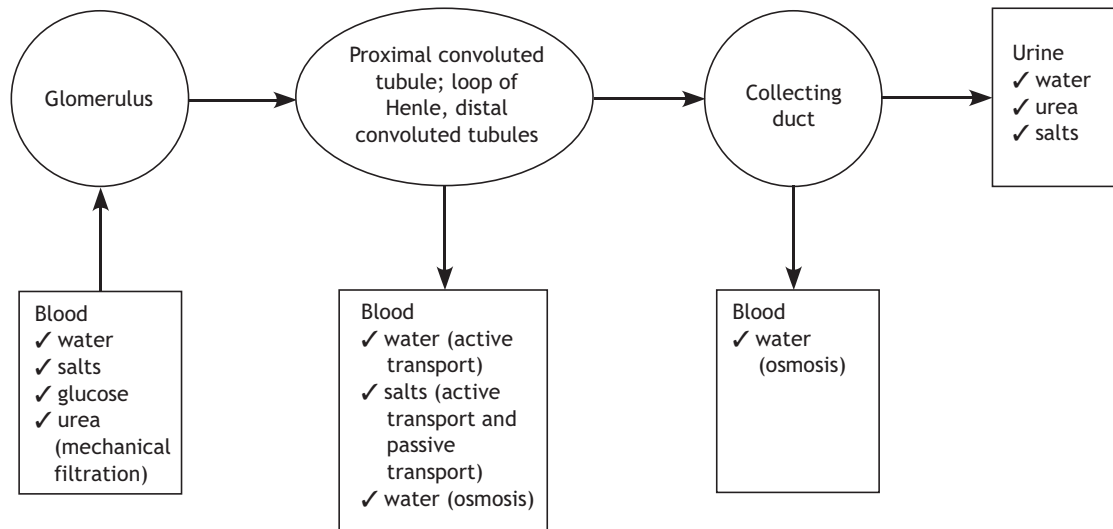 Glomerulus
Proximal convoluted
tubule; loop of
Henle, distal
convoluted tubules
Collecting
duct
Urine
✓ water
✓ urea
✓ salts
Blood
✓ water
✓ salts
✓ glucose
✓ urea
(mechanical
filtration)
Blood
✓ water (active
transport)
✓ salts (active
transport and
passive
transport)
✓ water (osmosis)
Blood
✓ water
(osmosis)